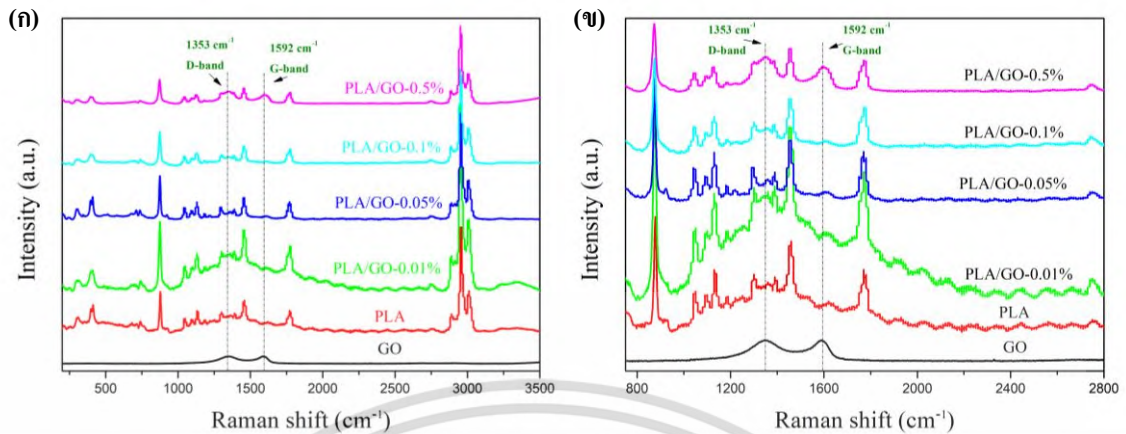 (ก)
1353 cm⁻¹
D-band
1592 cm⁻¹
G-band
PLA/GO-0.5%
PLA/GO-0.1%
PLA/GO-0.05%
PLA/GO-0.01%
PLA
GO
Intensity (a.u.)
500 1000 1500 2000 2500 3000 3500
Raman shift (cm⁻¹)
(ข)
1353 cm⁻¹
D-band
1592 cm⁻¹
G-band
PLA/GO-0.5%
PLA/GO-0.1%
PLA/GO-0.05%
PLA/GO-0.01%
PLA
GO
Intensity (a.u.)
800 1200 1600 2000 2400 2800
Raman shift (cm⁻¹)